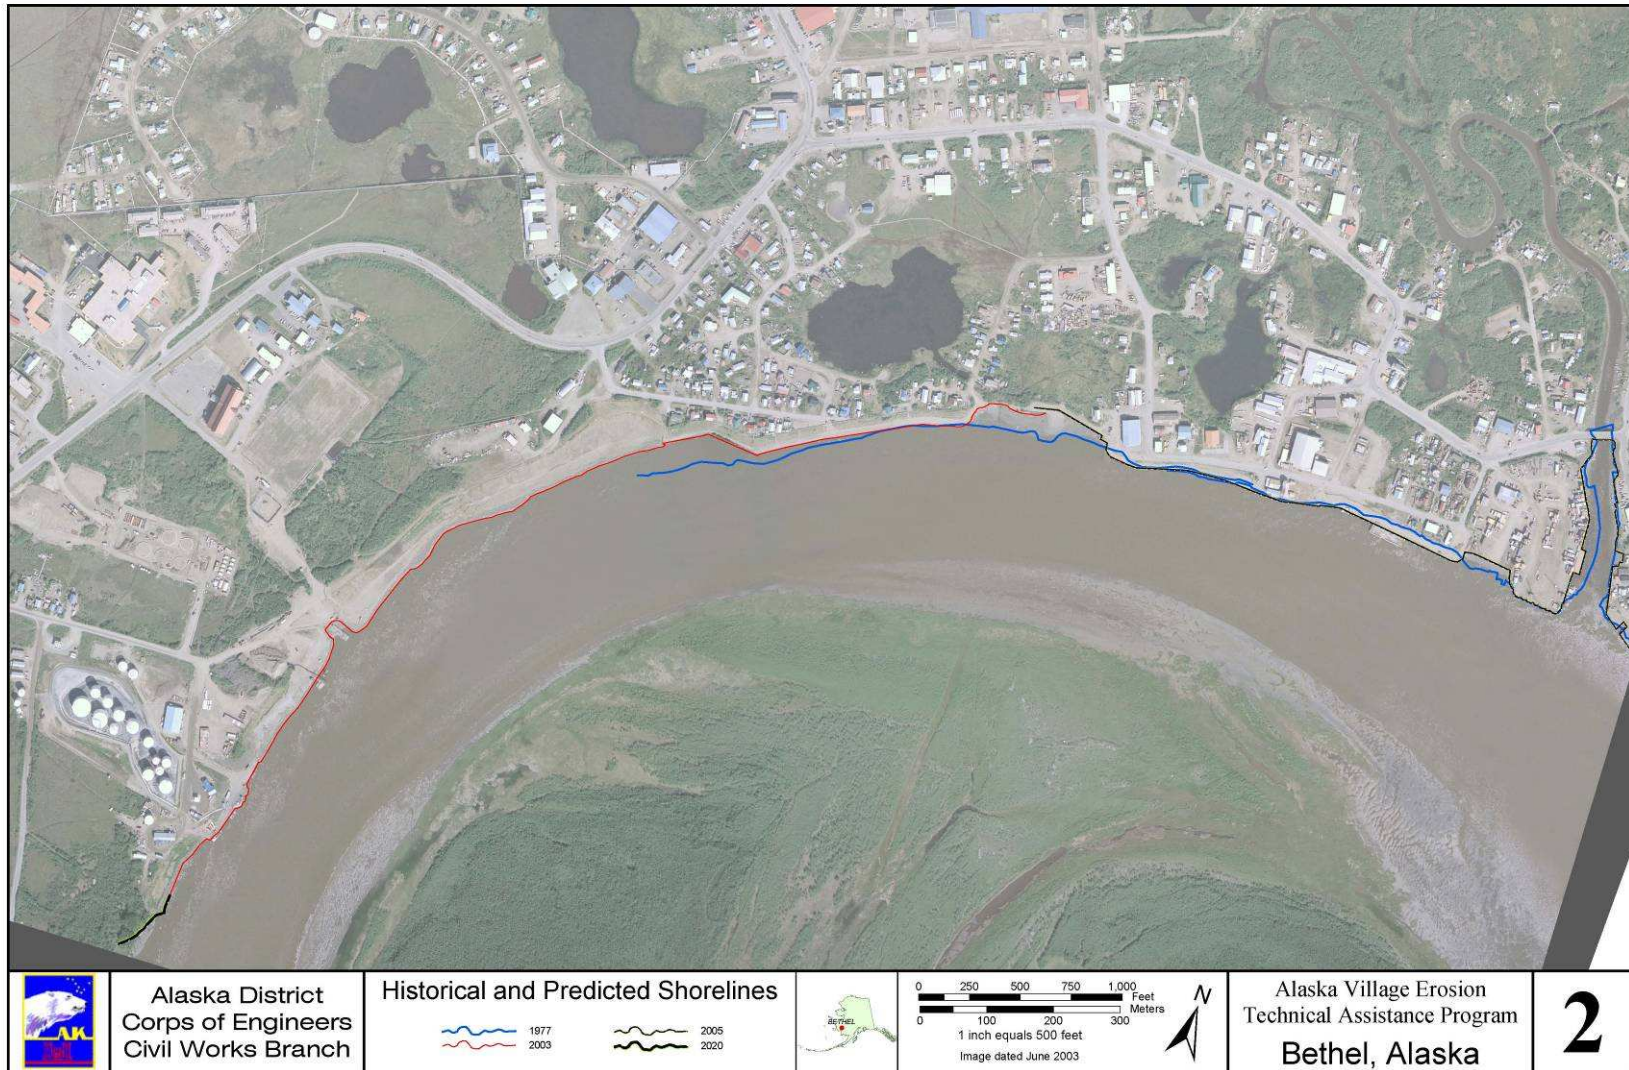 Alaska District
Corps of Engineers
Civil Works Branch
AK
Historical and Predicted Shorelines
1977
2003
2005
2020
BETHEL
0 250 500 750 1,000
Feet
Meters
0 100 200 300
1 inch equals 500 feet
Image dated June 2003
N
Alaska Village Erosion
Technical Assistance Program
Bethel, Alaska
2